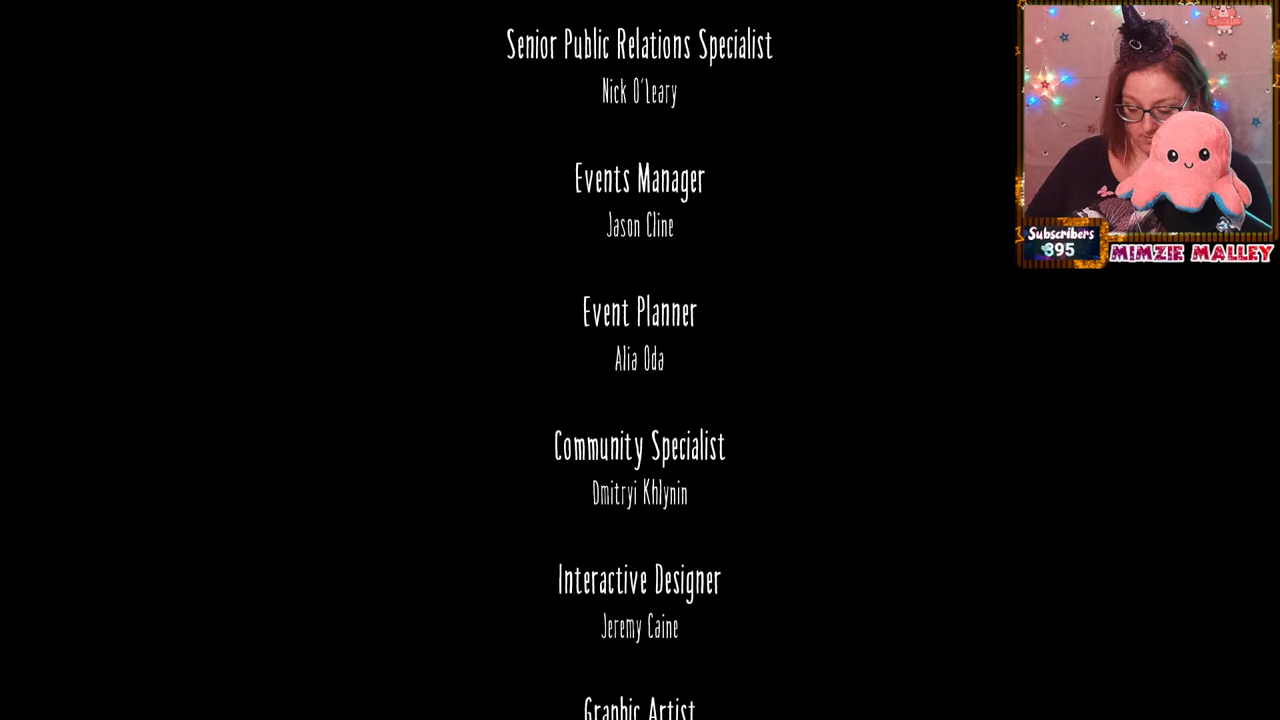 Senior Public Relations Specialist
Nick O'Leary
Events Manager
Jason Cline
Event Planner
Alia Oda
Community Specialist
Dmitryi Khlynin
Interactive Designer
Jeremy Caine
Graphic Artist
Subscribers
395
MIMZIE MALLEY